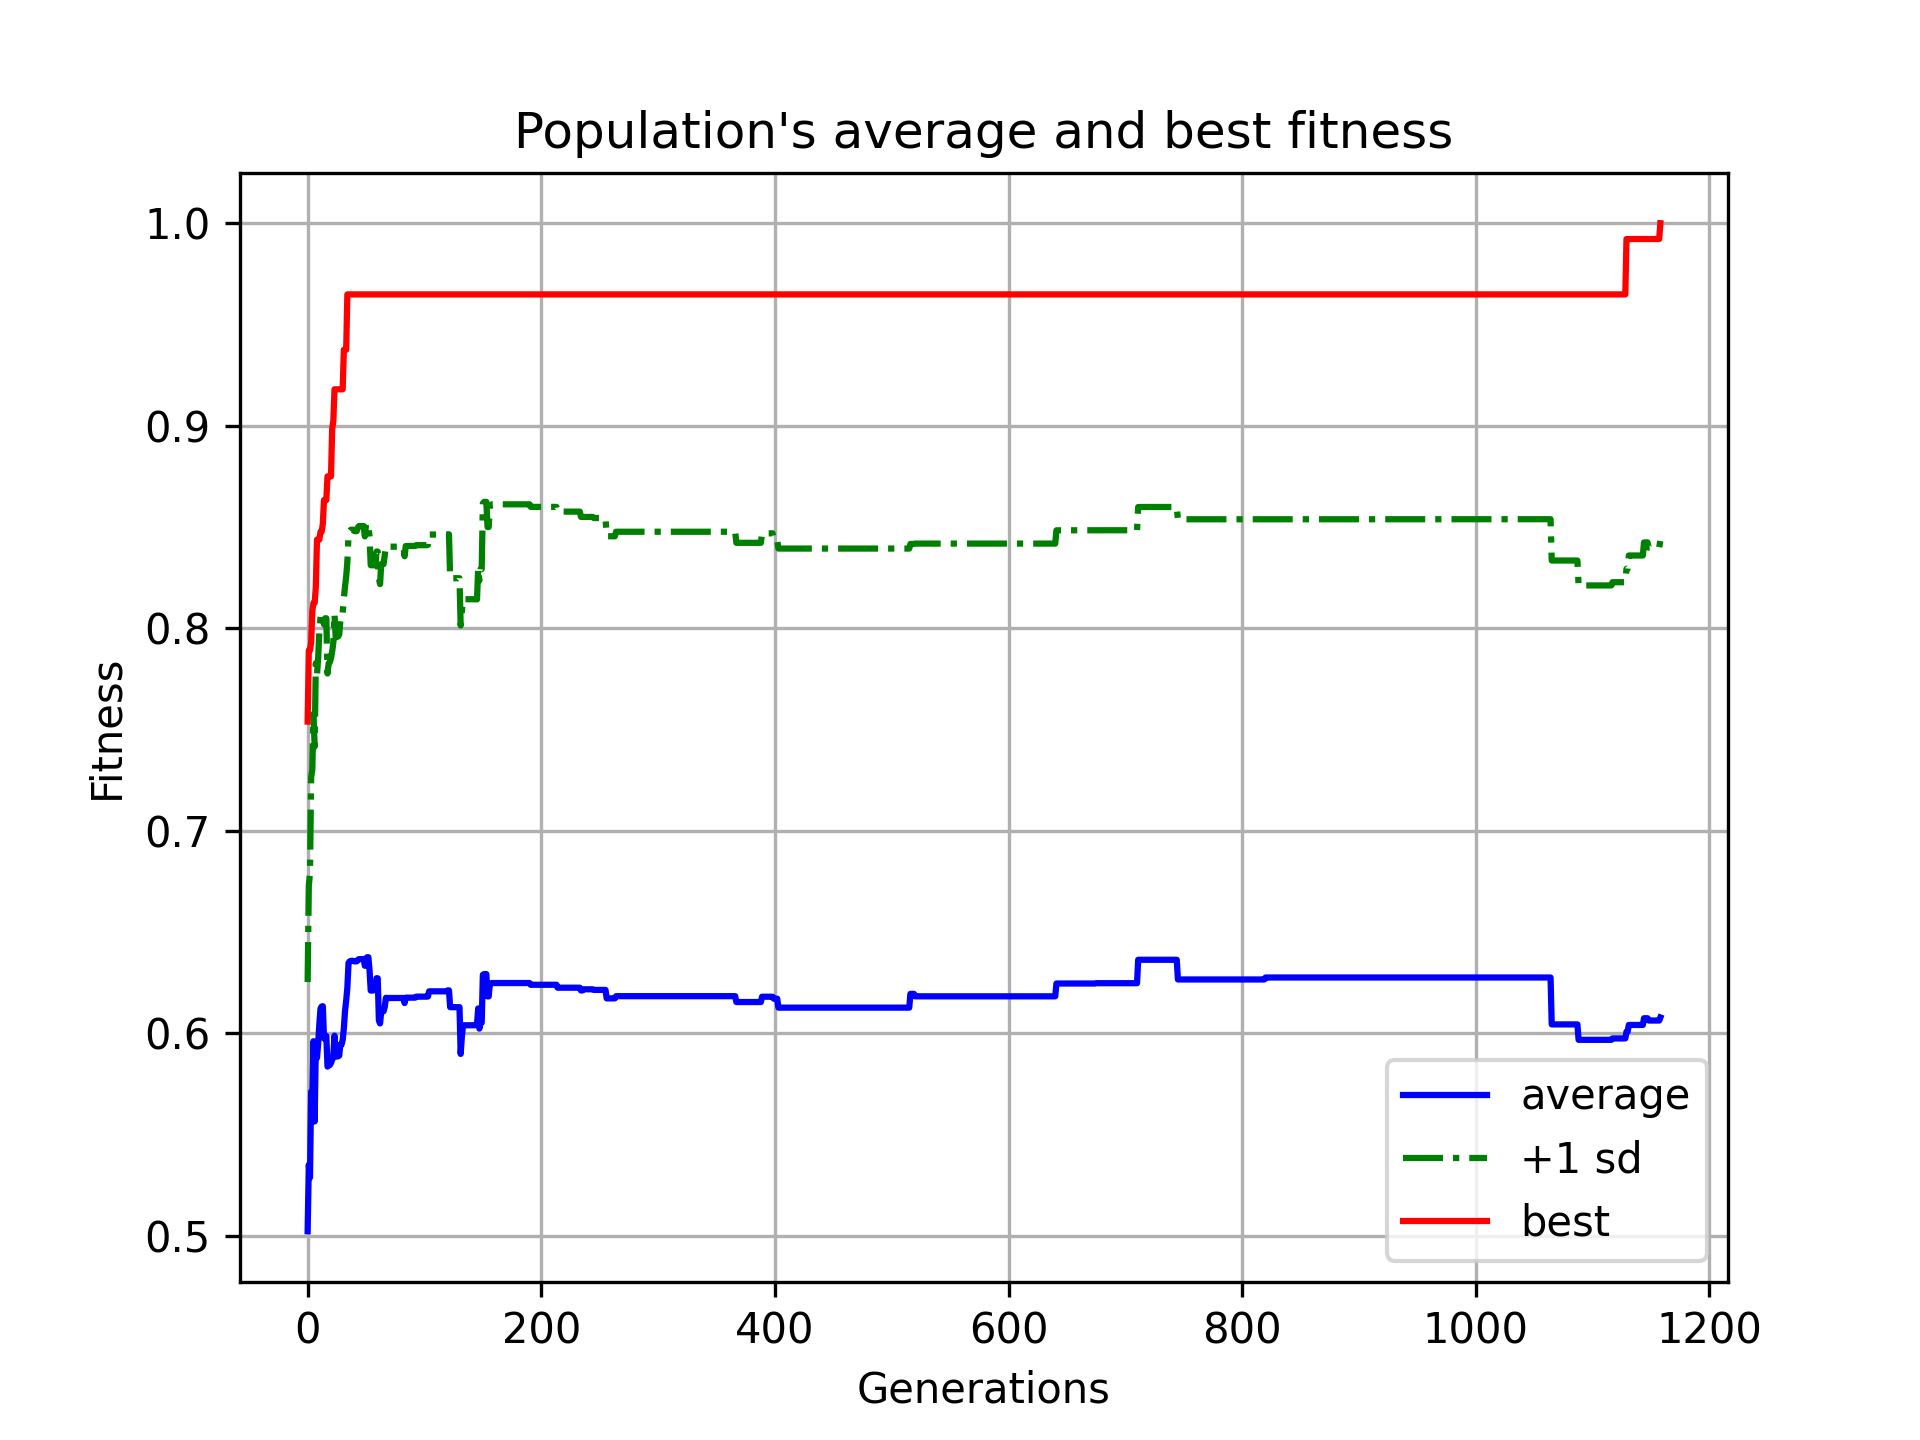 Population's average and best fitness
1.0
0.9
0.8
0.7
0.6
0.5
Fitness
0 200 400 600 800 1000 1200
Generations
average
+1 sd
best